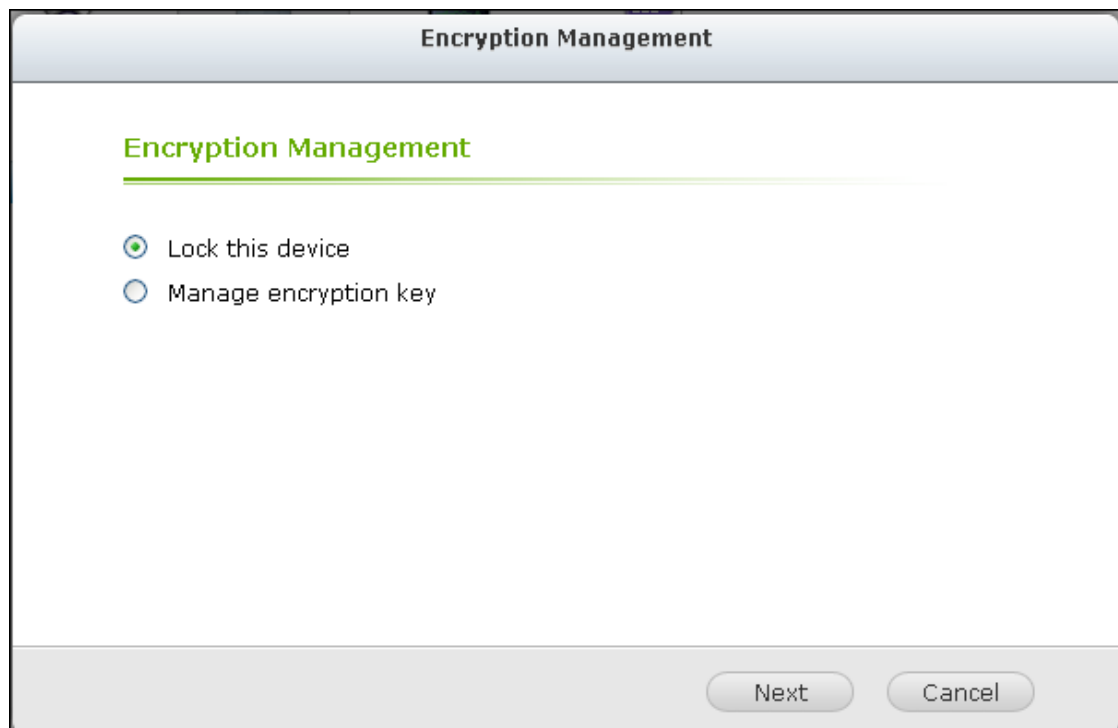 Encryption Management
Encryption Management
Lock this device
Manage encryption key
Next Cancel